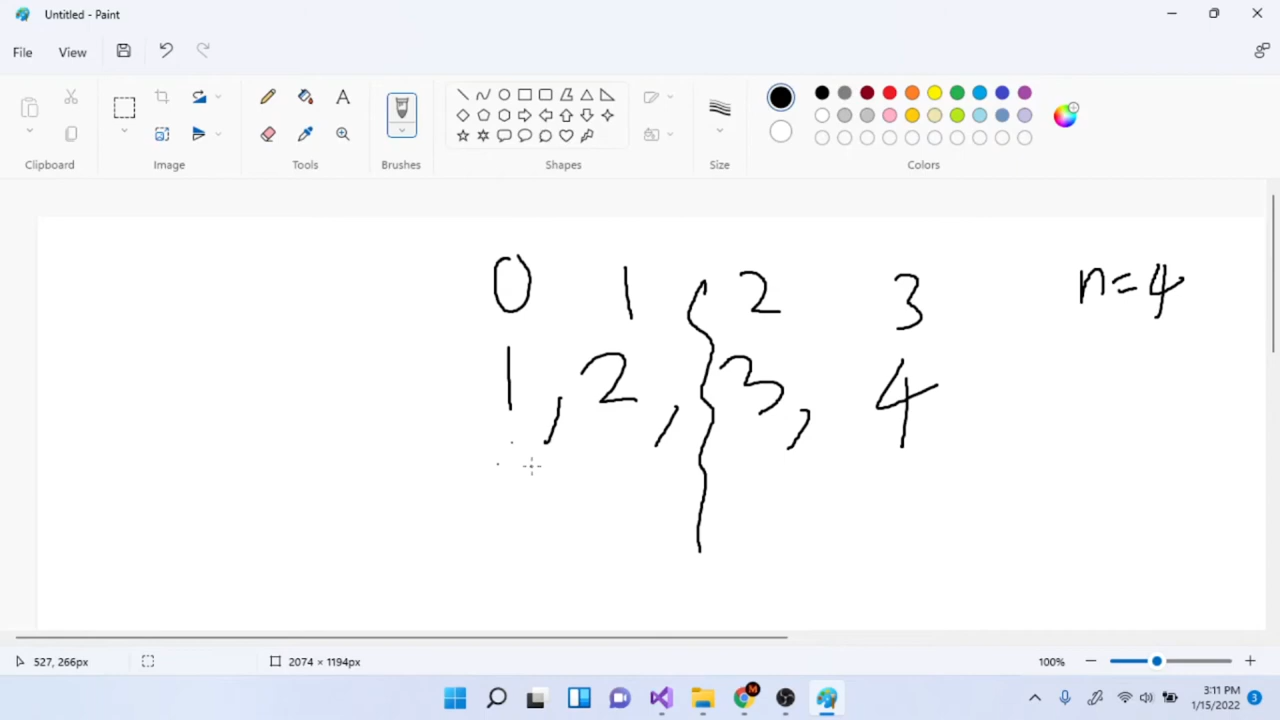 Untitled - Paint
File View
Clipboard Image Tools Brushes Shapes Size Colors
A
0 1 2 3 n=4
1, 2, 3, 4
527, 266px 2074 × 1194px 100%
M
3:11 PM
1/15/2022 3